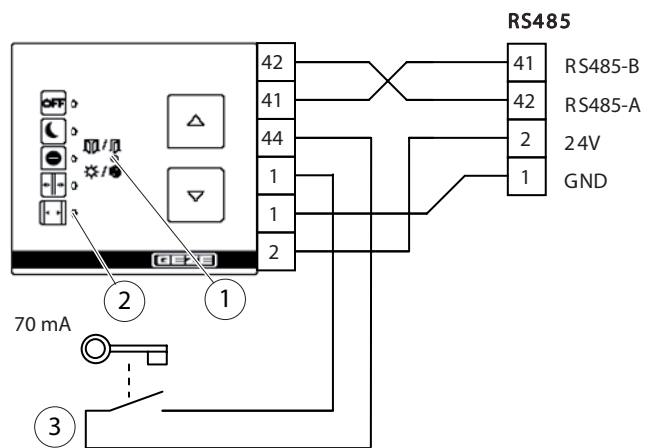 RS485
42
41
44
1
1
2
41 RS485-B
42 RS485-A
2 24V
1 GND
OFF
GEZE
2
1
70 mA
3